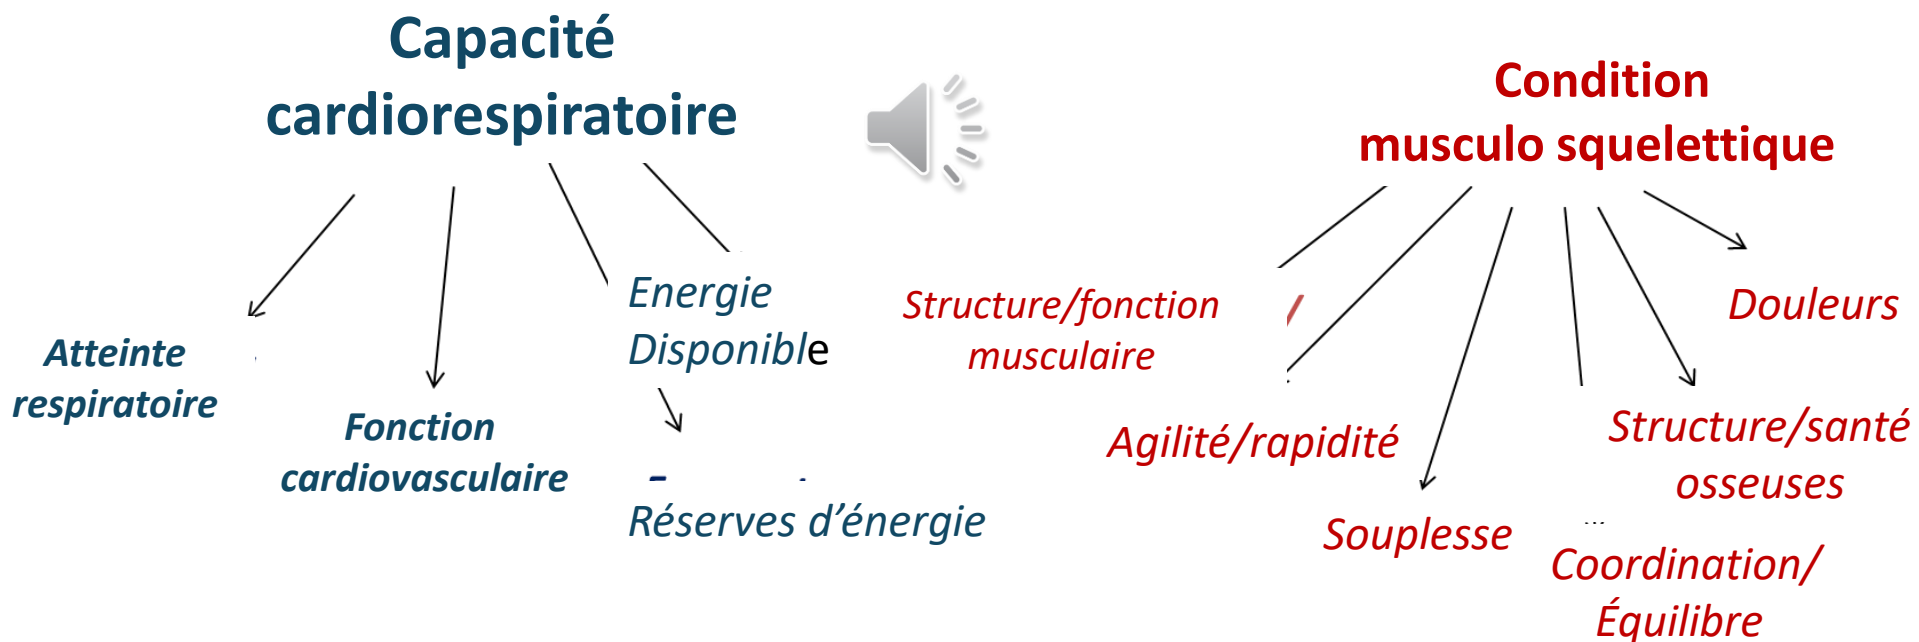 Capacité
cardiorespiratoire
Condition
musculo squelettique
Energie
Disponible
Structure/fonction
musculaire
Douleurs
Atteinte
respiratoire
Fonction
cardiovasculaire
Réserves d’énergie
Agilité/rapidité
Structure/santé
osseuses
Souplesse
...
Coordination/
Équilibre